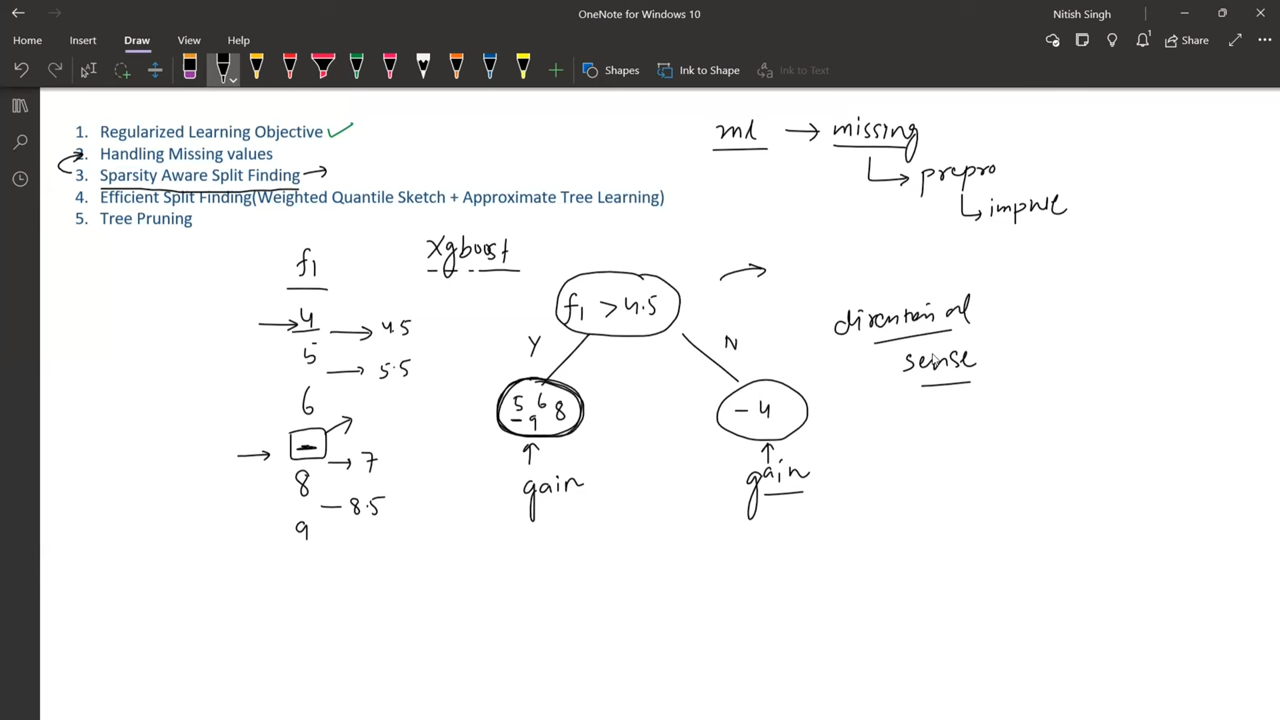 OneNote for Windows 10
Nitish Singh
Home Insert Draw View Help
Share
Shapes
Ink to Shape
Ink to Text
1. Regularized Learning Objective ✓
2. Handling Missing values
3. Sparsity Aware Split Finding →
4. Efficient Split Finding(Weighted Quantile Sketch + Approximate Tree Learning)
5. Tree Pruning
ml → missing
prepro
impute
Xgboost
f1
4 → 4.5
5 → 5.5
6
-
→ 7
8
- 8.5
9
f1 > 4.5
Y
N
5 6 8
- 9
- 4
gain
gain
directional
sense